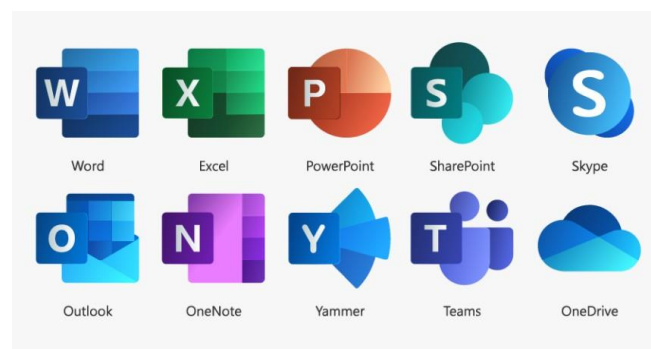 W X P S S
Word Excel PowerPoint SharePoint Skype
O N Y T
Outlook OneNote Yammer Teams OneDrive